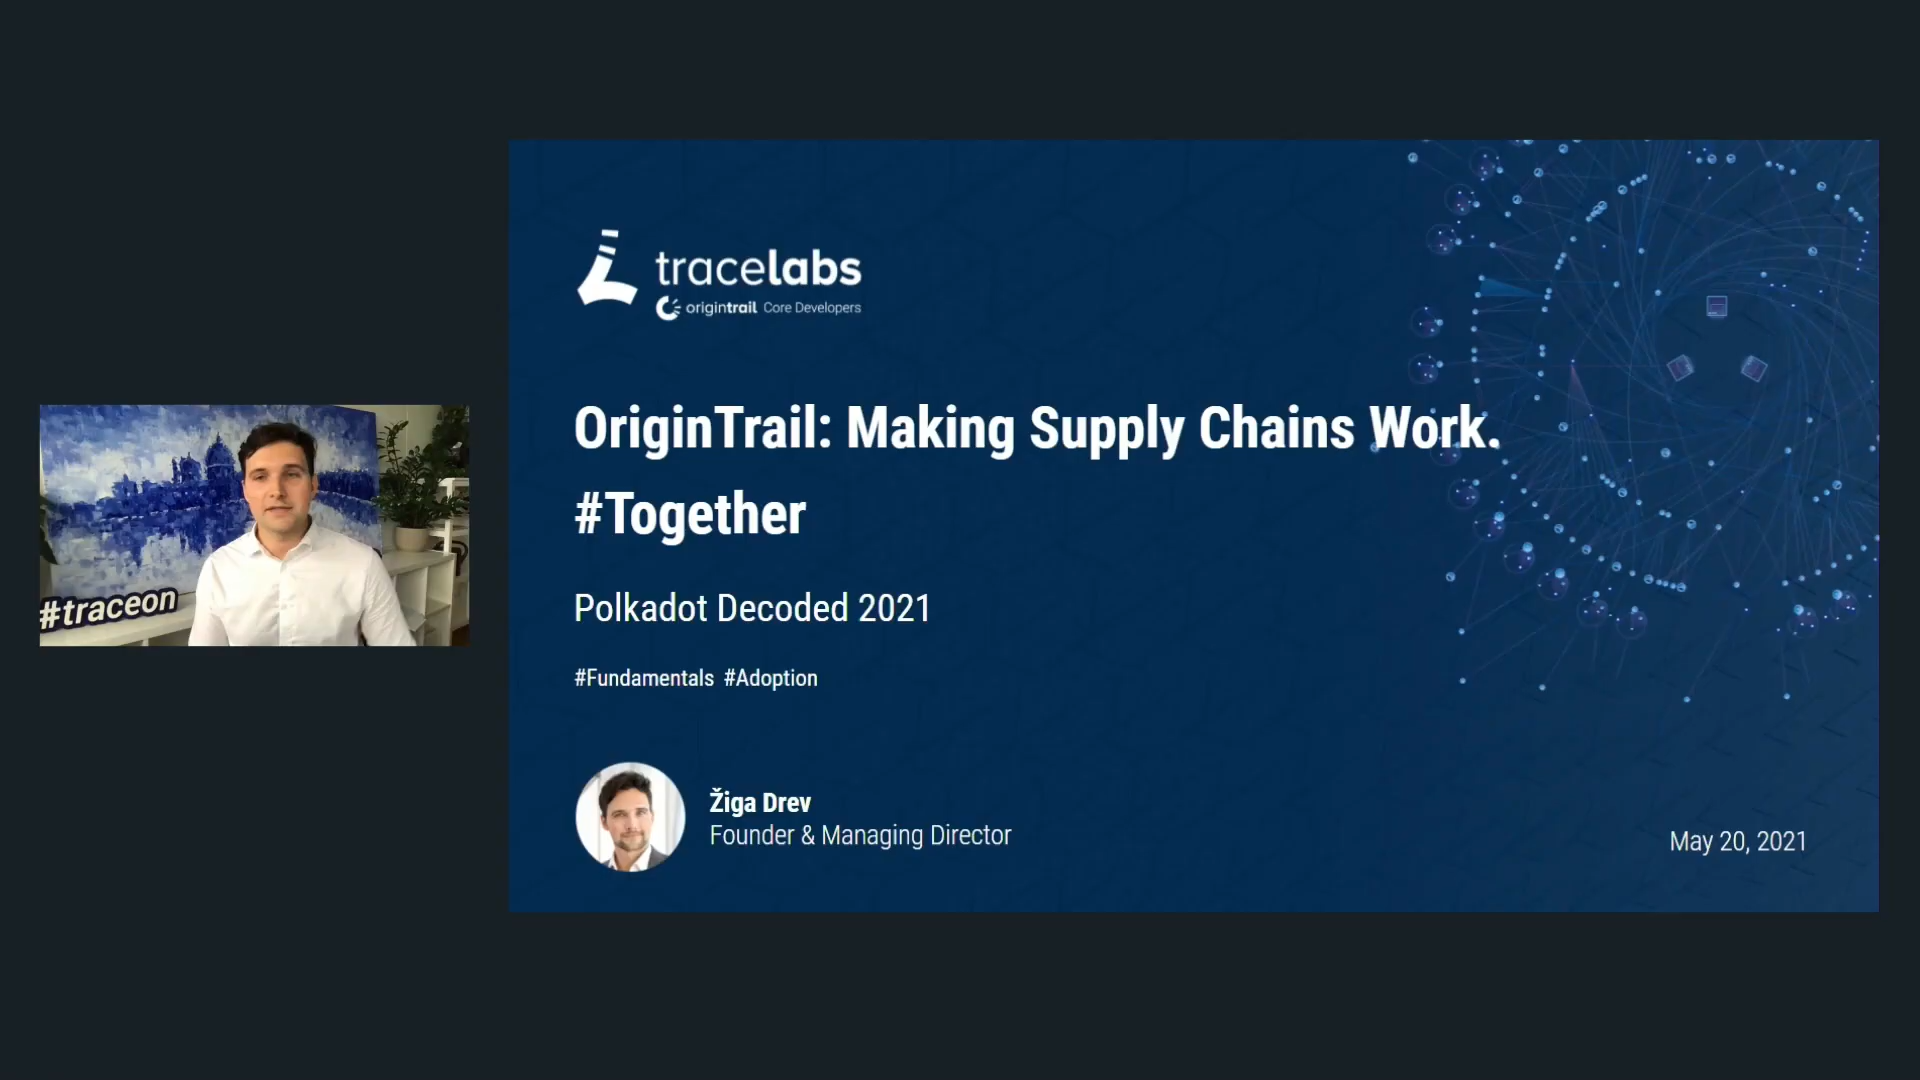 #traceon
tracelabs
origintrail Core Developers
OriginTrail: Making Supply Chains Work.
#Together
Polkadot Decoded 2021
#Fundamentals #Adoption
Žiga Drev
Founder & Managing Director
May 20, 2021